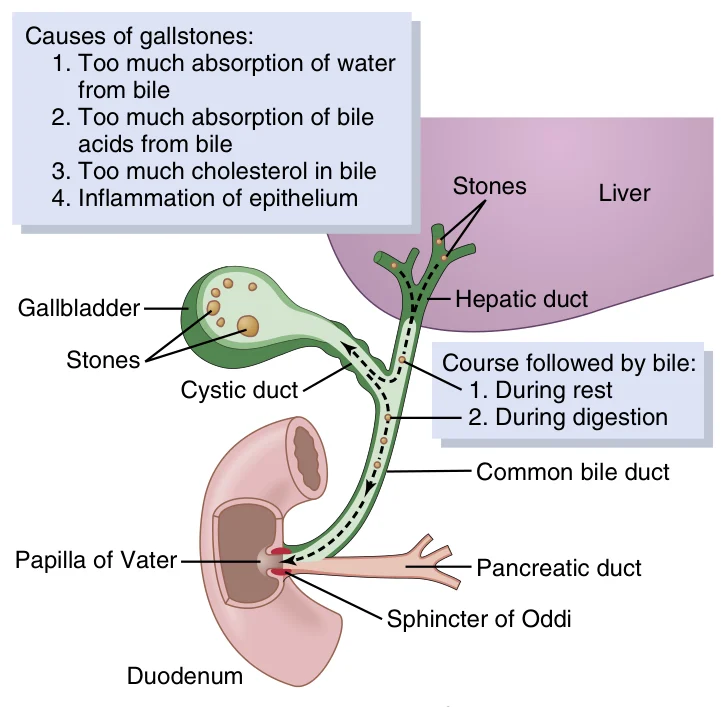 Causes of gallstones:
1. Too much absorption of water
from bile
2. Too much absorption of bile
acids from bile
3. Too much cholesterol in bile
4. Inflammation of epithelium
Stones
Liver
Gallbladder
Hepatic duct
Stones
Cystic duct
Course followed by bile:
1. During rest
2. During digestion
Common bile duct
Papilla of Vater
Pancreatic duct
Sphincter of Oddi
Duodenum